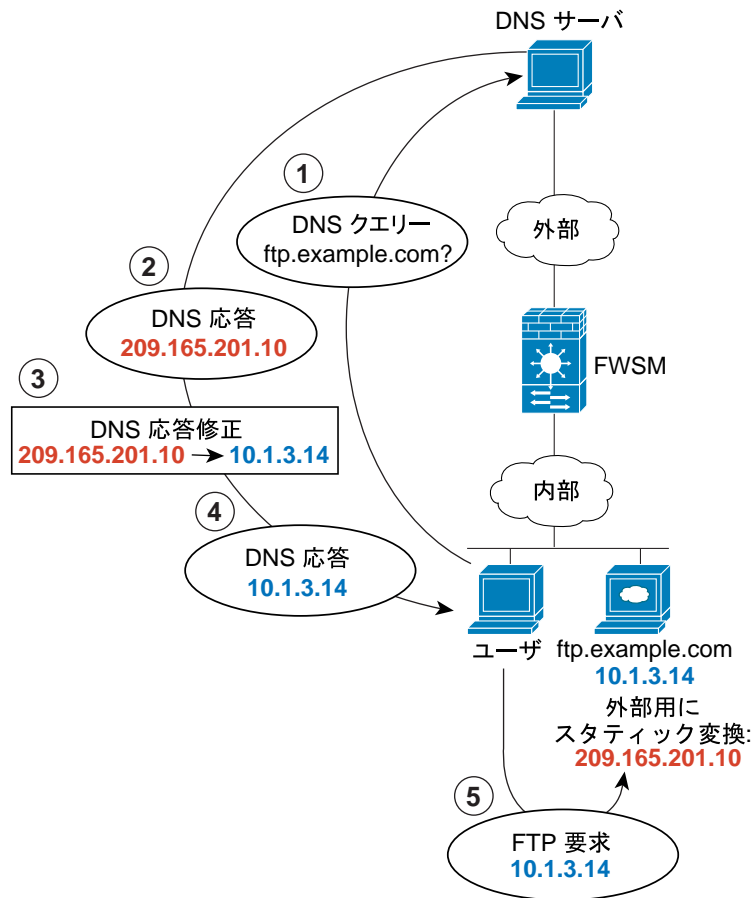 DNS サーバ
1
DNS クエリー
ftp.example.com?
外部
2
DNS 応答
209.165.201.10
FWSM
3
DNS 応答修正
209.165.201.10 → 10.1.3.14
内部
4
DNS 応答
10.1.3.14
ユーザ
ftp.example.com
10.1.3.14
外部用に
スタティック変換:
209.165.201.10
5
FTP 要求
10.1.3.14